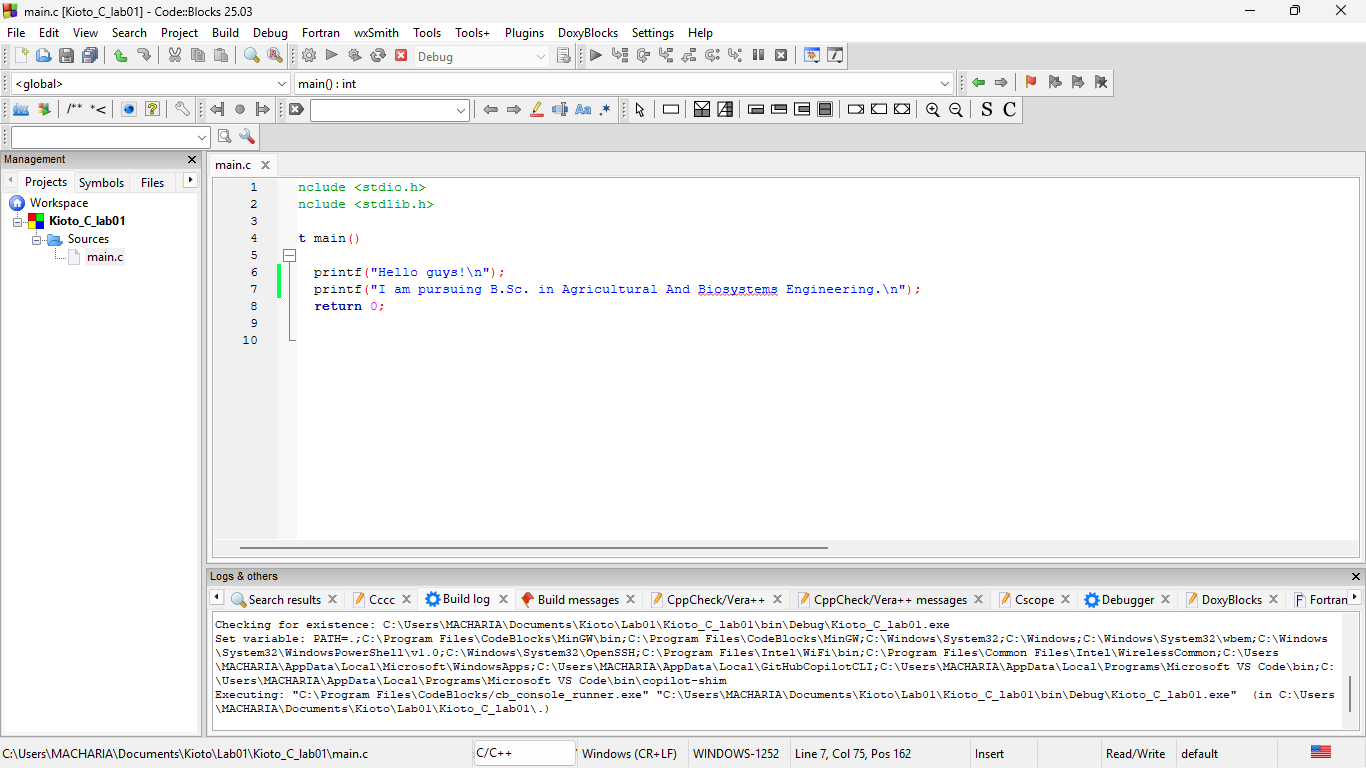 main.c [Kioto_C_lab01] - Code::Blocks 25.03
File Edit View Search Project Build Debug Fortran wxSmith Tools Tools+ Plugins DoxyBlocks Settings Help
Debug
<global> main() : int
/** *<
Aa .*
S C
Management
main.c
Projects Symbols Files
Workspace
Kioto_C_lab01
Sources
main.c
1 nclude <stdio.h>
2 nclude <stdlib.h>
3
4 t main()
5
6 printf("Hello guys!\n");
7 printf("I am pursuing B.Sc. in Agricultural And Biosystems Engineering.\n");
8 return 0;
9
10
Logs & others
Search results Cccc Build log Build messages CppCheck/Vera++ CppCheck/Vera++ messages Cscope Debugger DoxyBlocks Fortran
Checking for existence: C:\Users\MACHARIA\Documents\Kioto\Lab01\Kioto_C_lab01\bin\Debug\Kioto_C_lab01.exe
Set variable: PATH=.;C:\Program Files\CodeBlocks\MinGW\bin;C:\Program Files\CodeBlocks\MinGW;C:\Windows\System32;C:\Windows;C:\Windows\System32\wbem;C:\Windows
\System32\WindowsPowerShell\v1.0;C:\Windows\System32\OpenSSH;C:\Program Files\Intel\WiFi\bin;C:\Program Files\Common Files\Intel\WirelessCommon;C:\Users
\MACHARIA\AppData\Local\Microsoft\WindowsApps;C:\Users\MACHARIA\AppData\Local\GitHubCopilotCLI;C:\Users\MACHARIA\AppData\Local\Programs\Microsoft VS Code\bin;C:
\Users\MACHARIA\AppData\Local\Programs\Microsoft VS Code\bin\copilot-shim
Executing: "C:\Program Files\CodeBlocks/cb_console_runner.exe" "C:\Users\MACHARIA\Documents\Kioto\Lab01\Kioto_C_lab01\bin\Debug\Kioto_C_lab01.exe" (in C:\Users
\MACHARIA\Documents\Kioto\Lab01\Kioto_C_lab01\.)
C:\Users\MACHARIA\Documents\Kioto\Lab01\Kioto_C_lab01\main.c C/C++ Windows (CR+LF) WINDOWS-1252 Line 7, Col 75, Pos 162 Insert Read/Write default